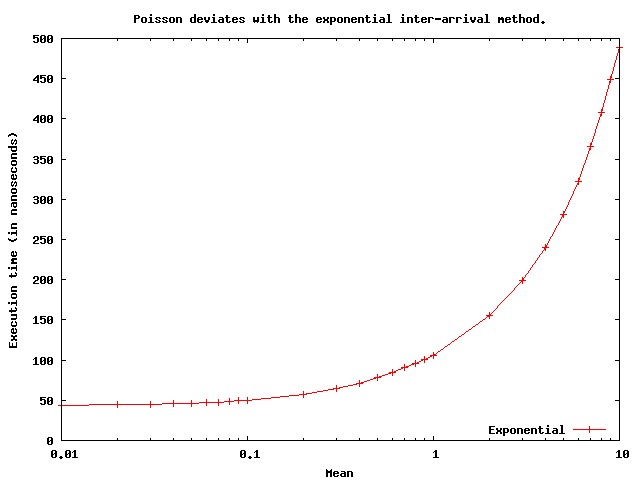 Poisson deviates with the exponential inter-arrival method.
500
450
400
350
300
250
200
150
100
50
0
Execution time (in nanoseconds)
Exponential
0.01 0.1 1 10
Mean